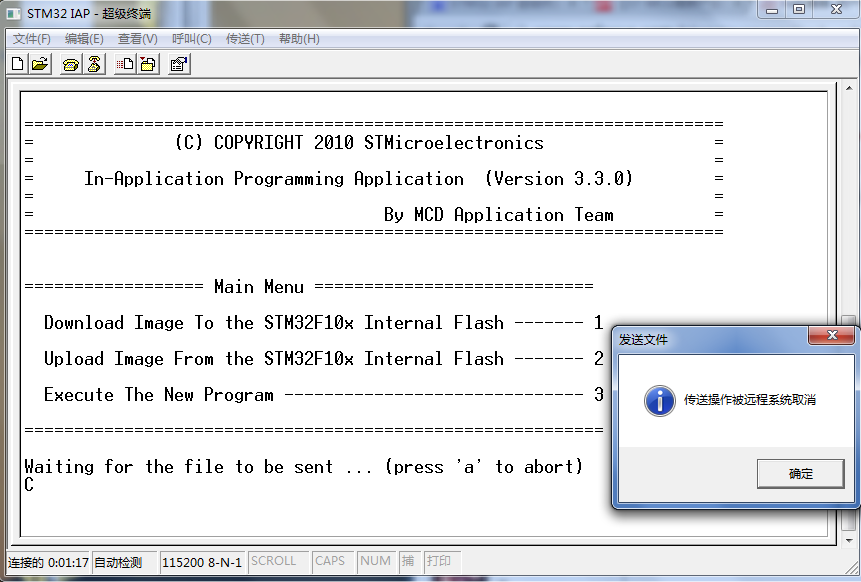 STM32 IAP - 超级终端
文件(F) 编辑(E) 查看(V) 呼叫(C) 传送(T) 帮助(H)
======================================================================
= (C) COPYRIGHT 2010 STMicroelectronics =
= =
= In-Application Programming Application (Version 3.3.0) =
= =
= By MCD Application Team =
======================================================================
================== Main Menu ============================
Download Image To the STM32F10x Internal Flash ------- 1
Upload Image From the STM32F10x Internal Flash ------- 2
Execute The New Program ------------------------------ 3
==========================================================
Waiting for the file to be sent ... (press 'a' to abort)
C
发送文件
传送操作被远程系统取消
确定
连接的 0:01:17 自动检测 115200 8-N-1 SCROLL CAPS NUM 捕 打印